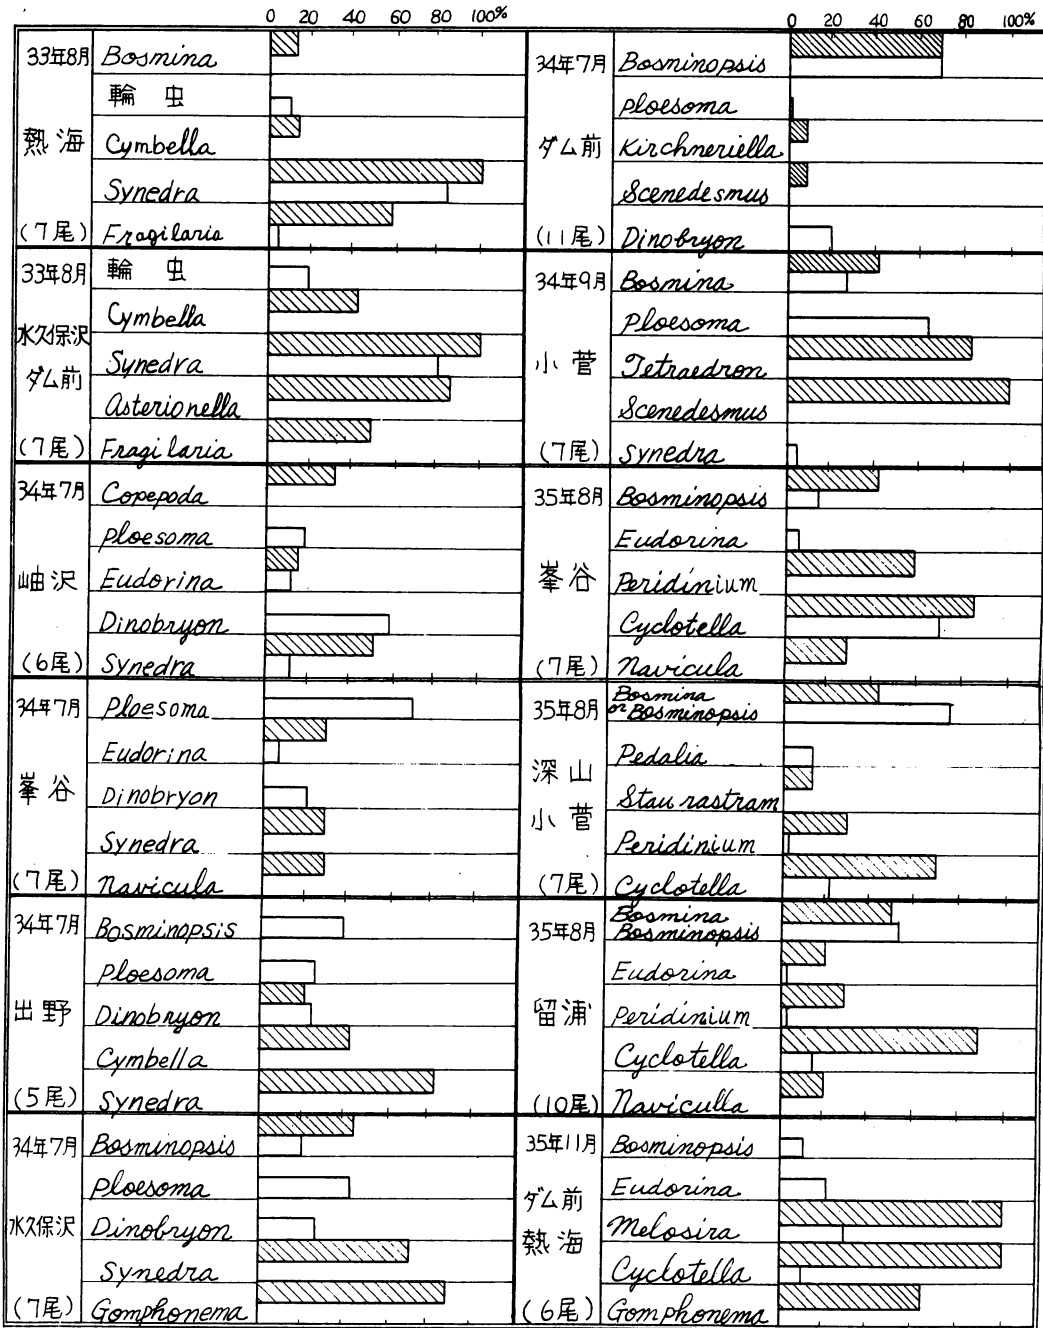 0 20 40 60 80 100%
33年8月 Bosmina
輪虫
熱海 Cymbella
Synedra
(7尾) Fragilaria
33年8月 輪虫
水久保沢 Cymbella
ダム前 Synedra
Asterionella
(7尾) Fragilaria
34年7月 Copepoda
Ploesoma
岫沢 Eudorina
Dinobryon
(6尾) Synedra
34年7月 Ploesoma
Eudorina
峯谷 Dinobryon
Synedra
(7尾) Navicula
34年7月 Bosminopsis
Ploesoma
出野 Dinobryon
Cymbella
(5尾) Synedra
34年7月 Bosminopsis
Ploesoma
水久保沢 Dinobryon
Synedra
(7尾) Gomphonema
0 20 40 60 80 100%
34年7月 Bosminopsis
Ploesoma
ダム前 Kirchneriella
Scenedesmus
(11尾) Dinobryon
34年9月 Bosmina
Ploesoma
小菅 Tetraedron
Scenedesmus
(7尾) Synedra
35年8月 Bosminopsis
Eudorina
峯谷 Peridinium
Cyclotella
(7尾) Navicula
Bosmina
35年8月 or Bosminopsis
Pedalia
深山 Staurastram
小菅 Peridinium
(7尾) Cyclotella
Bosmina
35年8月 Bosminopsis
Eudorina
留浦 Peridinium
Cyclotella
(10尾) Naviculla
35年11月 Bosminopsis
ダム前 Eudorina
熱海 Melosira
Cyclotella
(6尾) Gomphonema